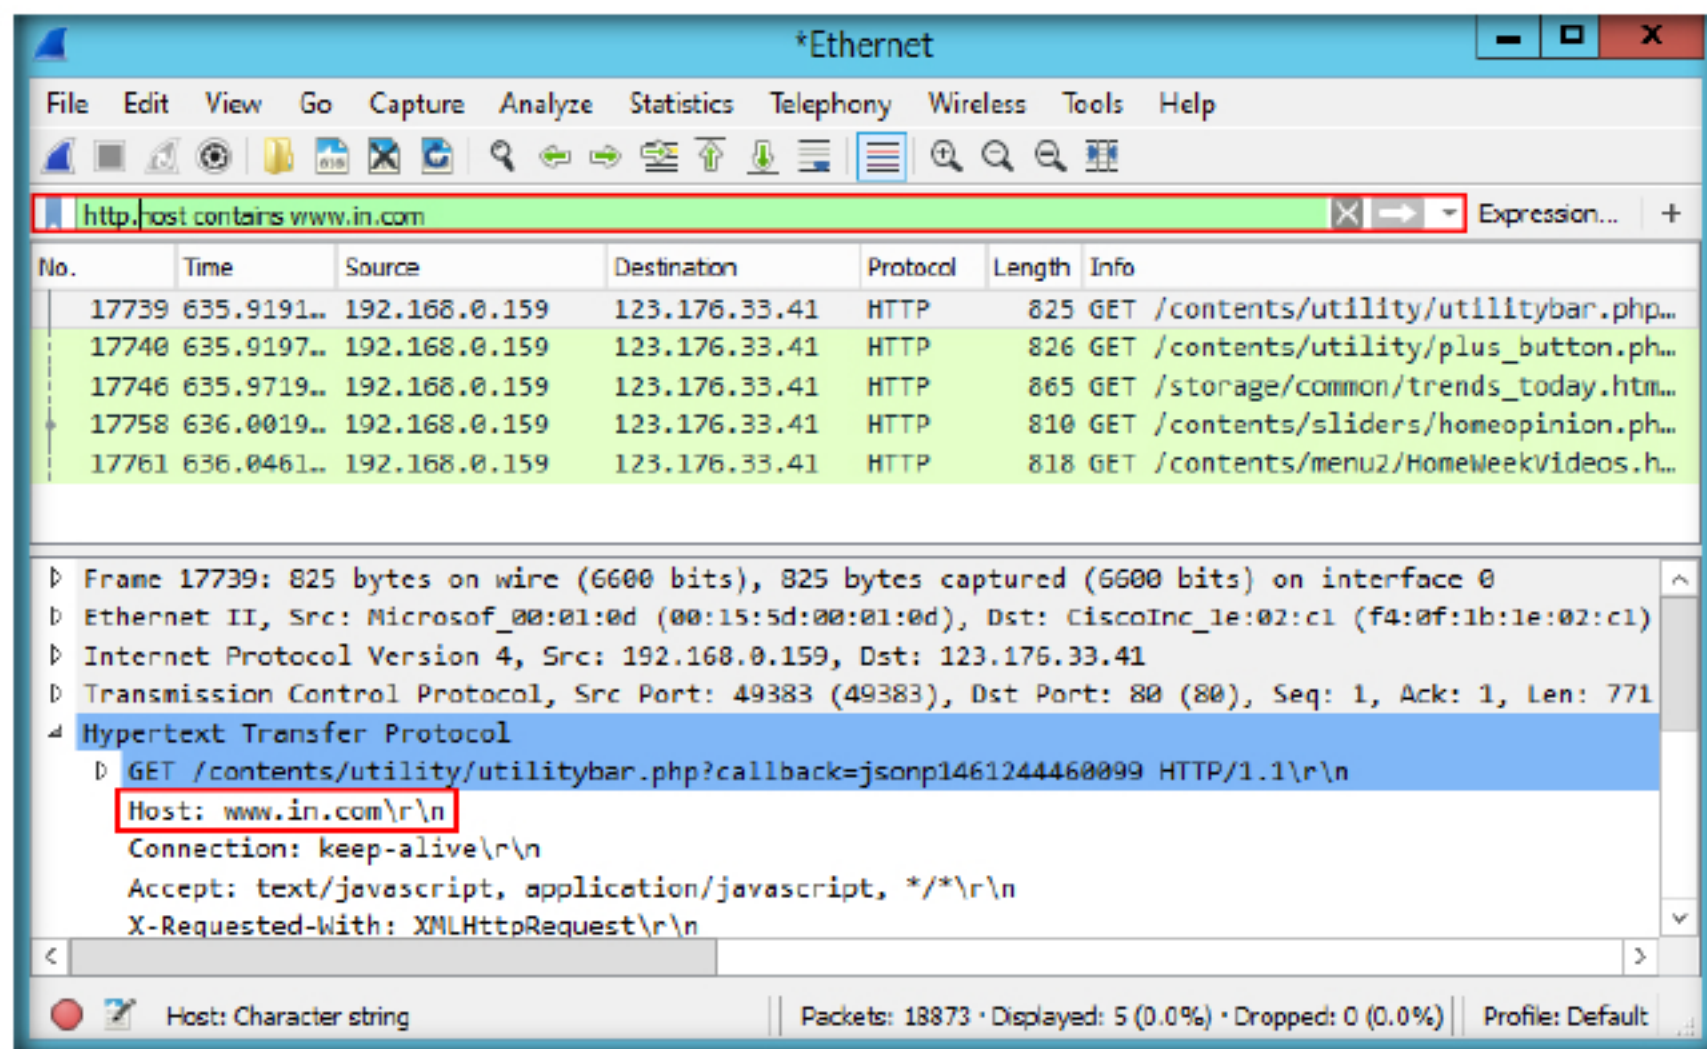 *Ethernet
File Edit View Go Capture Analyze Statistics Telephony Wireless Tools Help
http.host contains www.in.com Expression... +
No. Time Source Destination Protocol Length Info
17739 635.9191… 192.168.0.159 123.176.33.41 HTTP 825 GET /contents/utility/utilitybar.php…
17740 635.9197… 192.168.0.159 123.176.33.41 HTTP 826 GET /contents/utility/plus_button.ph…
17746 635.9719… 192.168.0.159 123.176.33.41 HTTP 865 GET /storage/common/trends_today.htm…
17758 636.0019… 192.168.0.159 123.176.33.41 HTTP 810 GET /contents/sliders/homeopinion.ph…
17761 636.0461… 192.168.0.159 123.176.33.41 HTTP 818 GET /contents/menu2/HomeWeekVideos.h…
Frame 17739: 825 bytes on wire (6600 bits), 825 bytes captured (6600 bits) on interface 0
Ethernet II, Src: Microsof_00:01:0d (00:15:5d:00:01:0d), Dst: CiscoInc_1e:02:c1 (f4:0f:1b:1e:02:c1)
Internet Protocol Version 4, Src: 192.168.0.159, Dst: 123.176.33.41
Transmission Control Protocol, Src Port: 49383 (49383), Dst Port: 80 (80), Seq: 1, Ack: 1, Len: 771
Hypertext Transfer Protocol
GET /contents/utility/utilitybar.php?callback=jsonp1461244460099 HTTP/1.1\r\n
Host: www.in.com\r\n
Connection: keep-alive\r\n
Accept: text/javascript, application/javascript, */*\r\n
X-Requested-With: XMLHttpRequest\r\n
Host: Character string Packets: 18873 · Displayed: 5 (0.0%) · Dropped: 0 (0.0%) Profile: Default